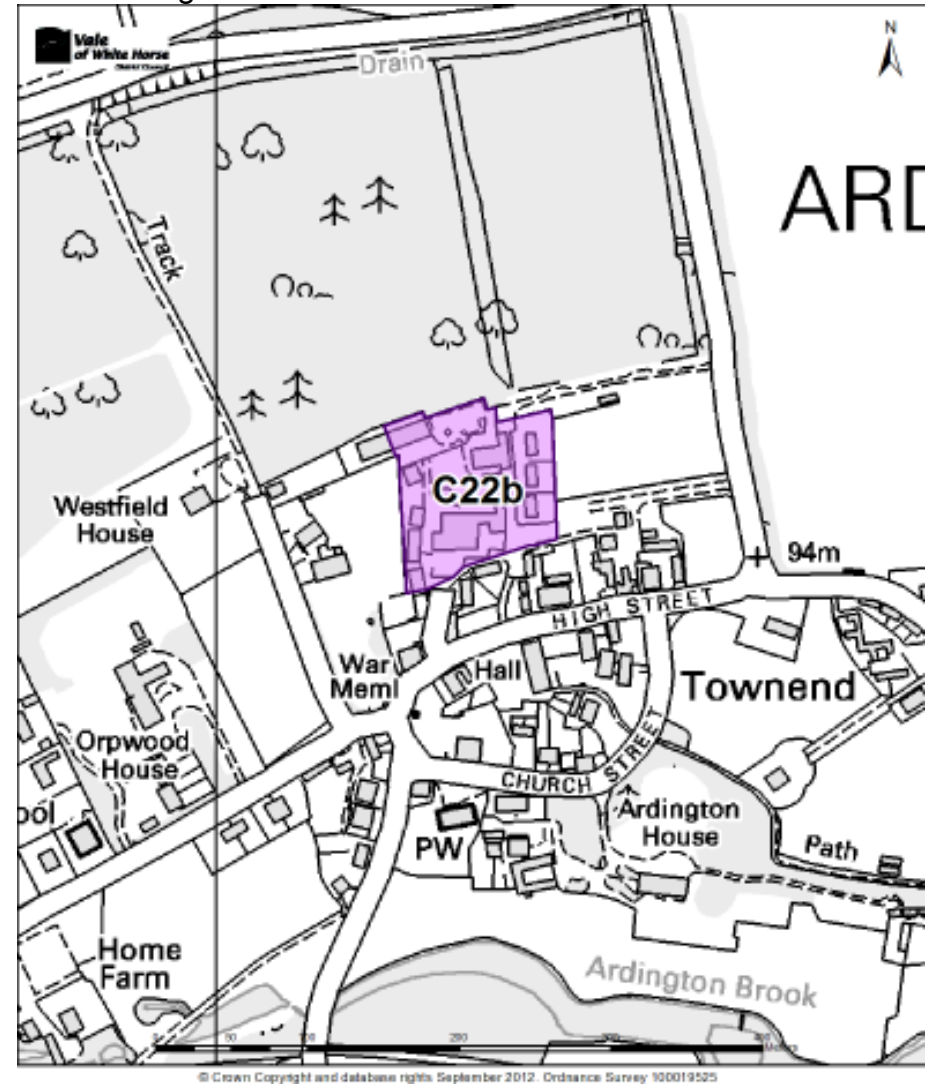 Vale
of White Horse
District Council
N
Drain
ARD
Track
C22b
Westfield
House
94m
HIGH STREET
War
Meml
Hall
Townend
Orpwood
House
CHURCH STREET
ool
Ardington
House
PW
Path
Home
Farm
Ardington Brook
© Crown Copyright and database rights September 2012. Ordnance Survey 100019525